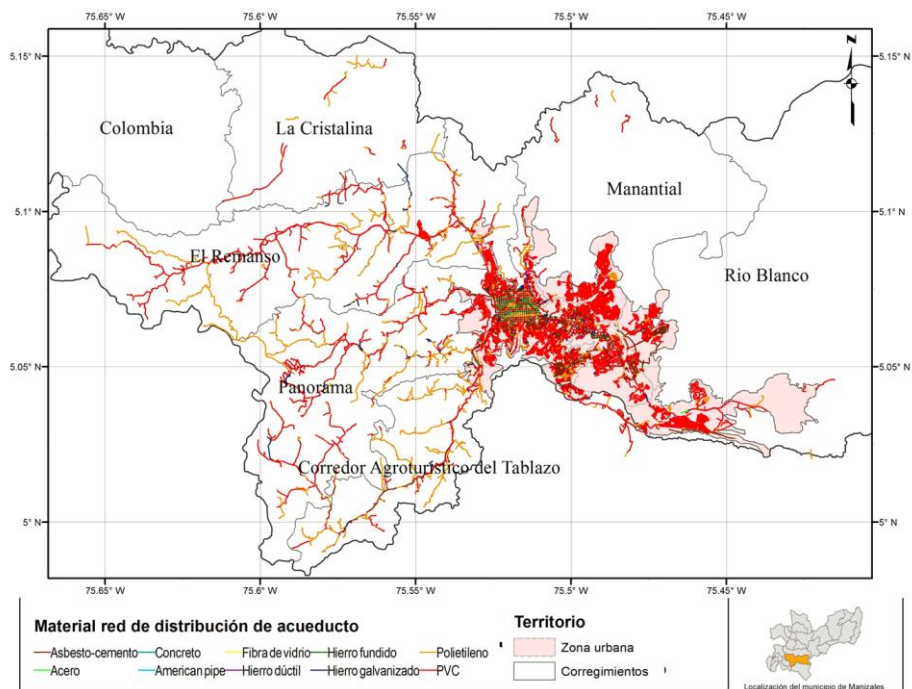 75.65° W 75.6° W 75.55° W 75.5° W 75.45° W
5.15° N 5.15° N
Z
Colombia La Cristalina
Manantial
5.1° N 5.1° N
El Remanso
Rio Blanco
5.05° N 5.05° N
Panorama
Corredor Agroturístico del Tablazo
5° N 5° N
75.65° W 75.6° W 75.55° W 75.5° W 75.45° W
Material red de distribución de acueducto Territorio
Asbesto-cemento Concreto Fibra de vidrio Hierro fundido Polietileno Zona urbana
Acero American pipe Hierro dúctil Hierro galvanizado PVC Corregimientos
Localización del municipio de Manizales